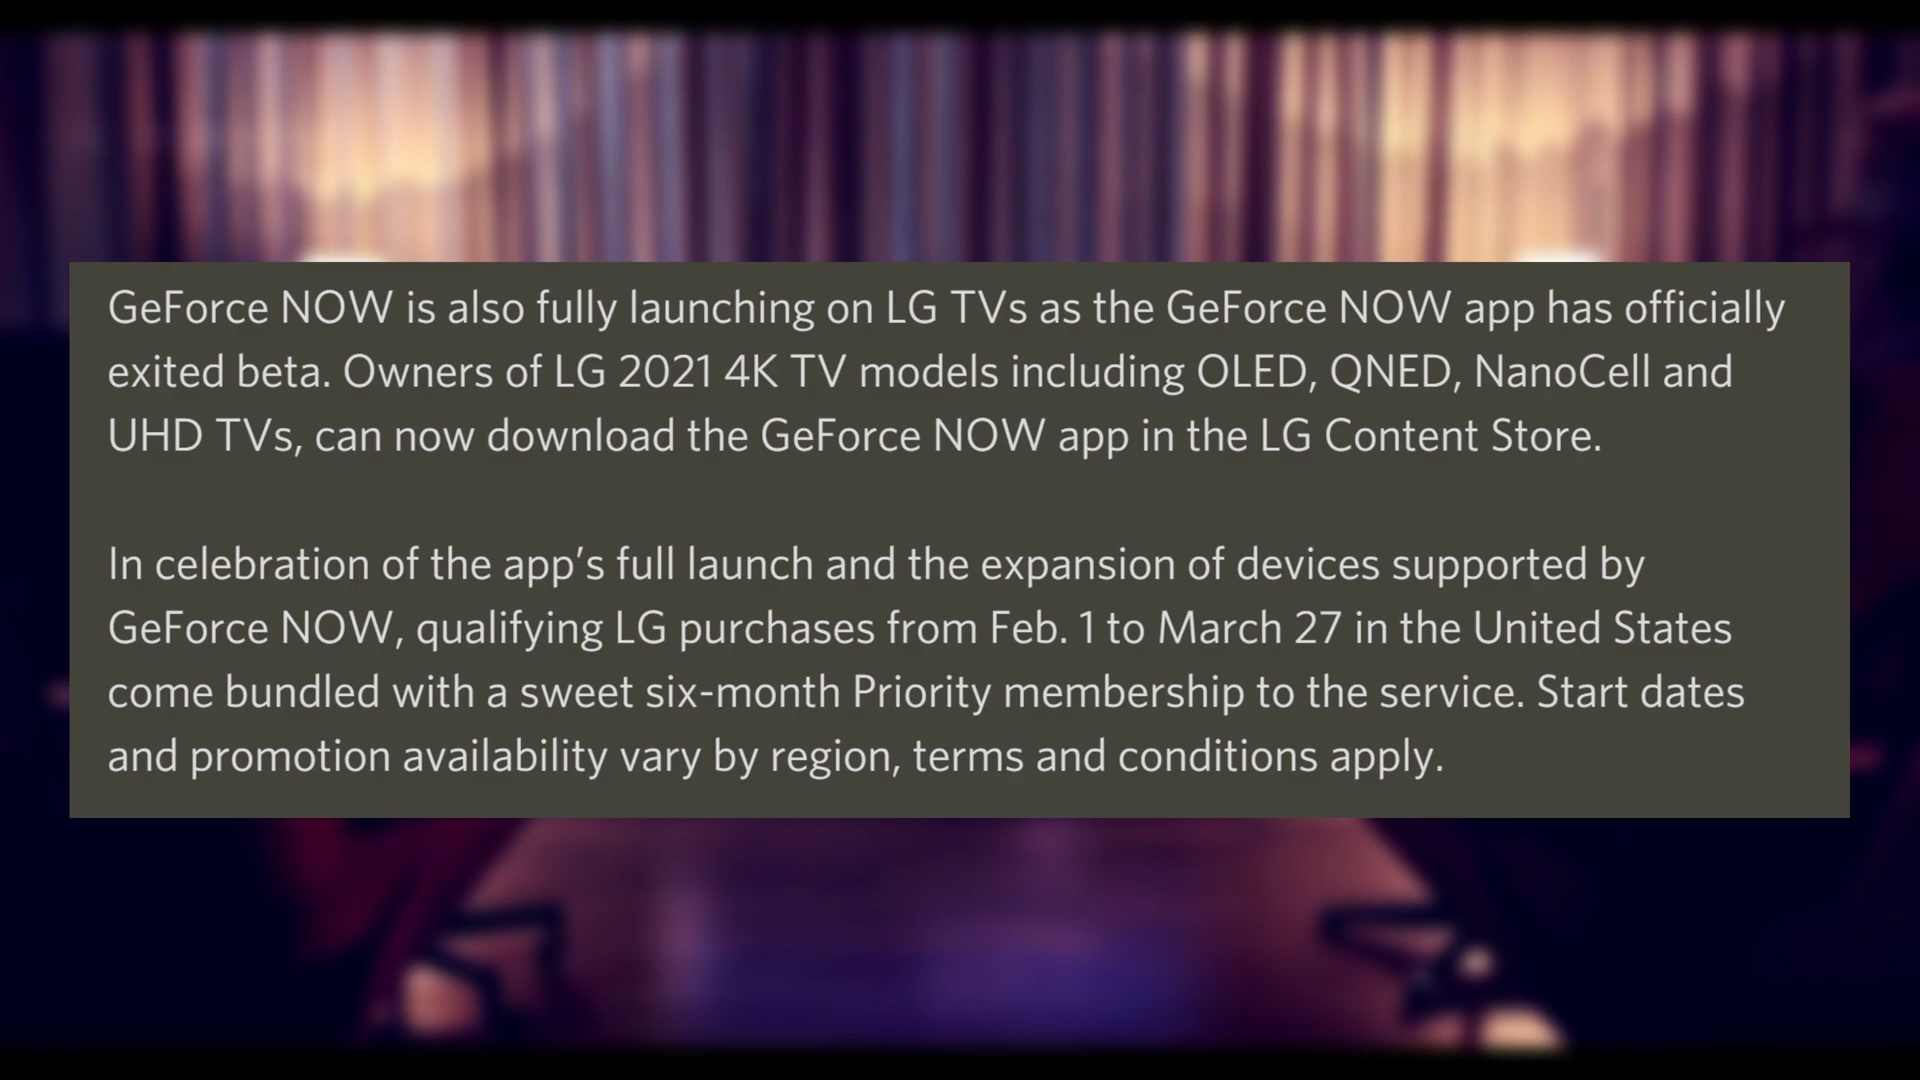 GeForce NOW is also fully launching on LG TVs as the GeForce NOW app has officially
exited beta. Owners of LG 2021 4K TV models including OLED, QNED, NanoCell and
UHD TVs, can now download the GeForce NOW app in the LG Content Store.
In celebration of the app’s full launch and the expansion of devices supported by
GeForce NOW, qualifying LG purchases from Feb. 1 to March 27 in the United States
come bundled with a sweet six-month Priority membership to the service. Start dates
and promotion availability vary by region, terms and conditions apply.